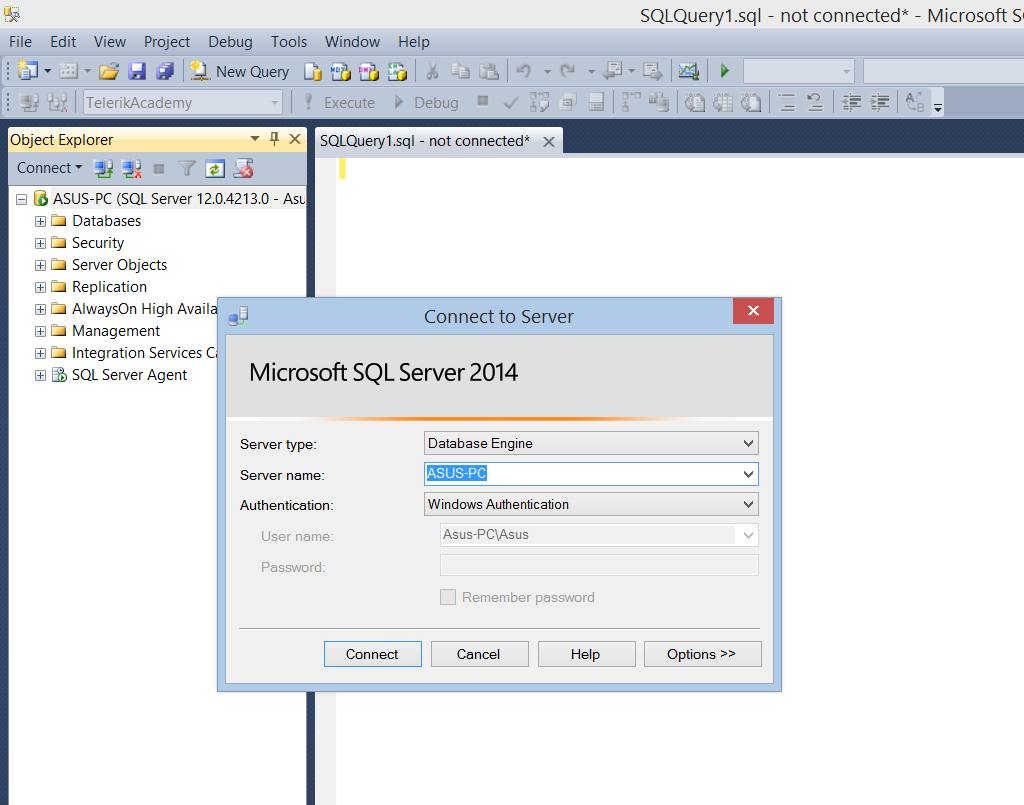 SQLQuery1.sql - not connected* - Microsoft S
File Edit View Project Debug Tools Window Help
New Query
TelerikAcademy Execute Debug
Object Explorer
SQLQuery1.sql - not connected*
Connect
ASUS-PC (SQL Server 12.0.4213.0 - Asu
Databases
Security
Server Objects
Replication
AlwaysOn High Availa
Management
Integration Services Ca
SQL Server Agent
Connect to Server
Microsoft SQL Server 2014
Server type: Database Engine
Server name: ASUS-PC
Authentication: Windows Authentication
User name: Asus-PC\Asus
Password:
Remember password
Connect Cancel Help Options >>